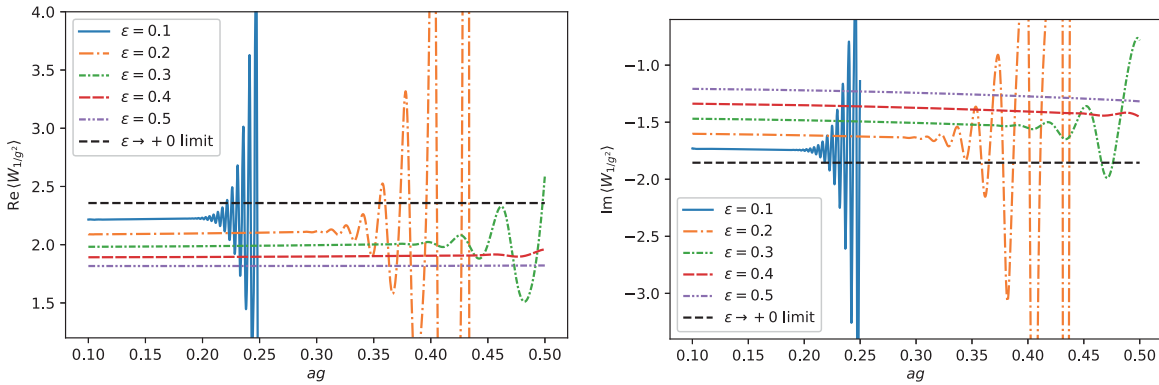 4.0
3.5
3.0
2.5
2.0
1.5
Re ⟨W_{1/g²}⟩
ε = 0.1
ε = 0.2
ε = 0.3
ε = 0.4
ε = 0.5
ε → +0 limit
0.10 0.15 0.20 0.25 0.30 0.35 0.40 0.45 0.50
ag
−1.0
−1.5
−2.0
−2.5
−3.0
Im ⟨W_{1/g²}⟩
ε = 0.1
ε = 0.2
ε = 0.3
ε = 0.4
ε = 0.5
ε → +0 limit
0.10 0.15 0.20 0.25 0.30 0.35 0.40 0.45 0.50
ag